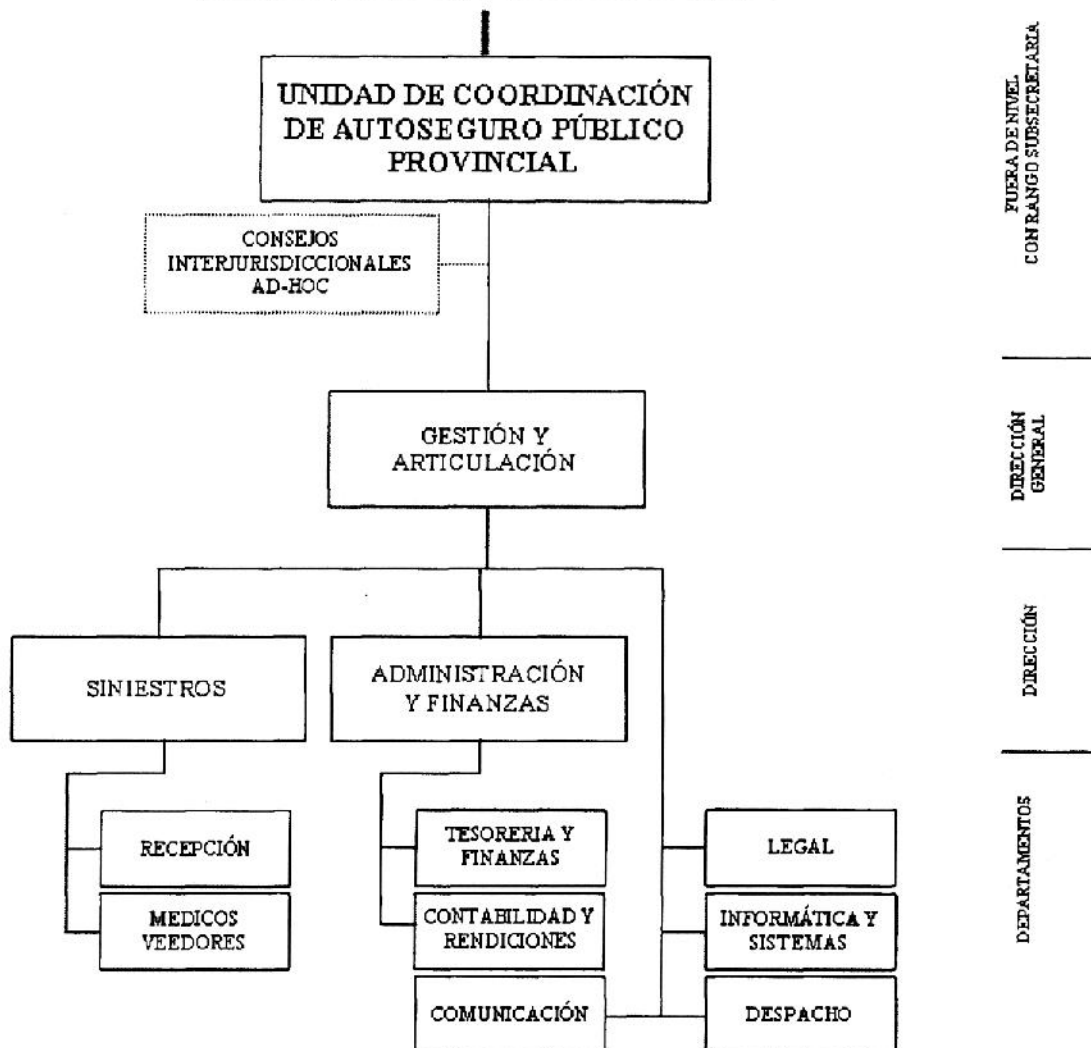 UNIDAD DE COORDINACIÓN
DE AUTOSEGURO PÚBLICO
PROVINCIAL
CONSEJOS
INTERJURISDICCIONALES
AD-HOC
GESTIÓN Y
ARTICULACIÓN
SINIESTROS
ADMINISTRACIÓN
Y FINANZAS
RECEPCIÓN
MEDICOS
VEEDORES
TESORERIA Y
FINANZAS
CONTABILIDAD Y
RENDICIONES
COMUNICACIÓN
LEGAL
INFORMÁTICA Y
SISTEMAS
DESPACHO
FUERA DE NIVEL
CON RANGO SUBSECRETARIA
DIRECCIÓN
GENERAL
DIRECCIÓN
DEPARTAMENTOS